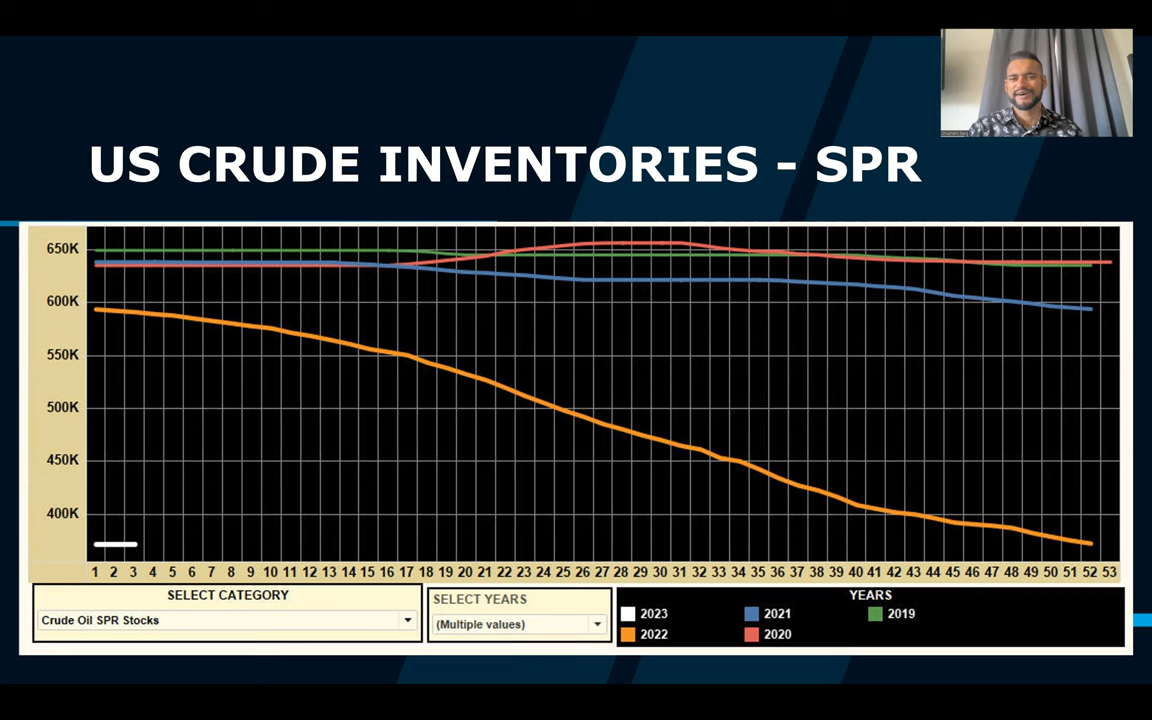 US CRUDE INVENTORIES - SPR
650K
600K
550K
500K
450K
400K
1 2 3 4 5 6 7 8 9 10 11 12 13 14 15 16 17 18 19 20 21 22 23 24 25 26 27 28 29 30 31 32 33 34 35 36 37 38 39 40 41 42 43 44 45 46 47 48 49 50 51 52 53
SELECT CATEGORY
Crude Oil SPR Stocks
SELECT YEARS
(Multiple values)
YEARS
2023 2021 2019
2022 2020